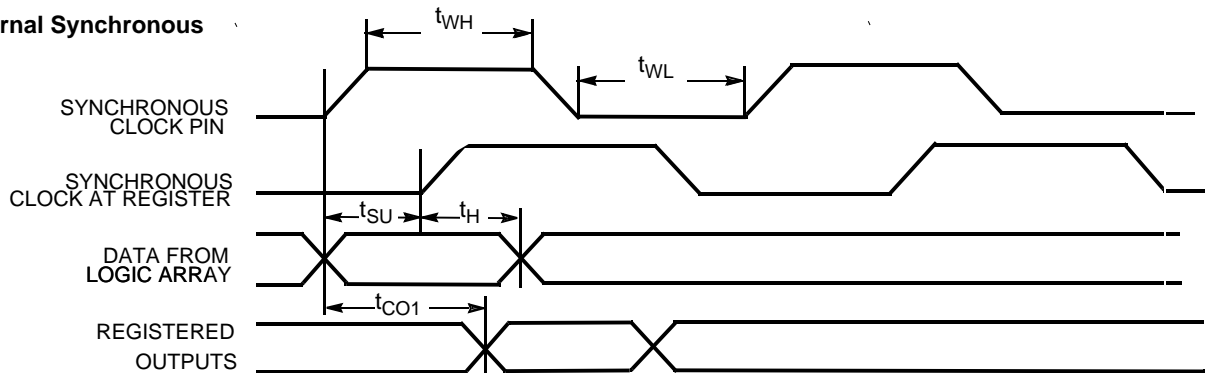 rnal Synchronous
tWH
tWL
SYNCHRONOUS
CLOCK PIN
SYNCHRONOUS
CLOCK AT REGISTER
tSU
tH
DATA FROM
LOGIC ARRAY
tCO1
REGISTERED
OUTPUTS